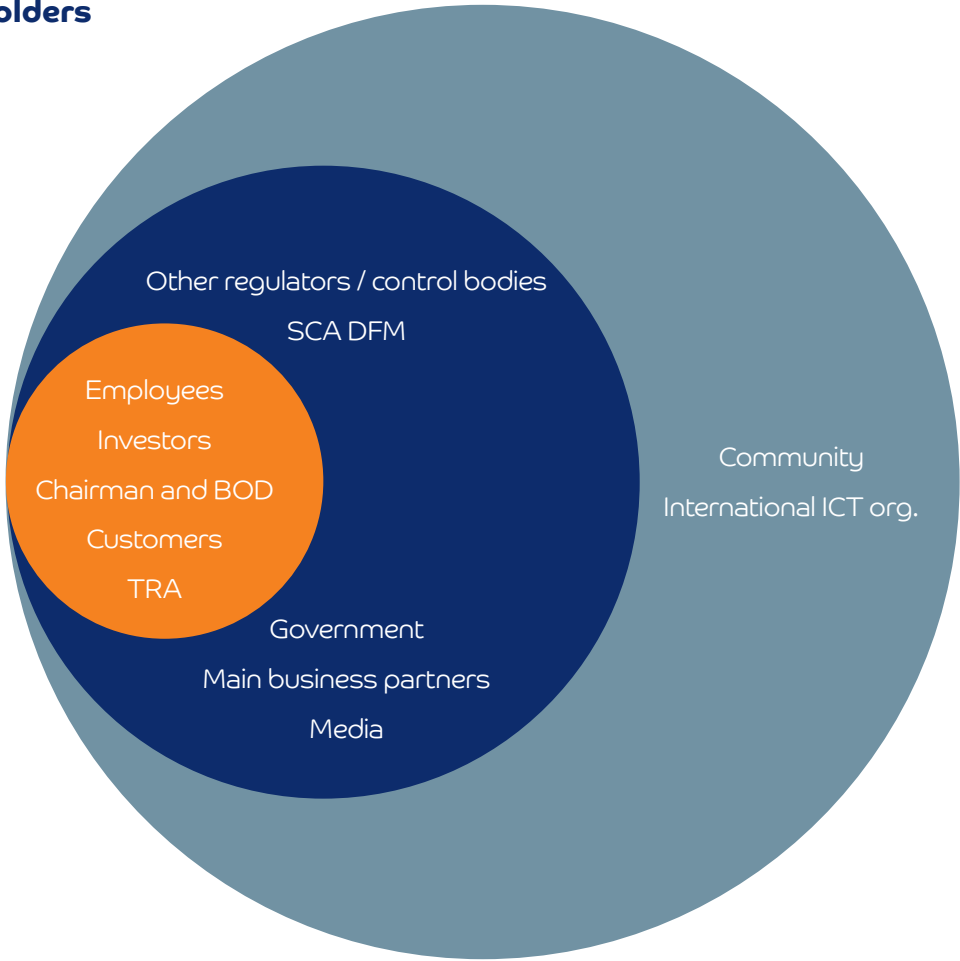 olders
Other regulators / control bodies
SCA DFM
Employees
Investors
Chairman and BOD
Customers
TRA
Community
International ICT org.
Government
Main business partners
Media